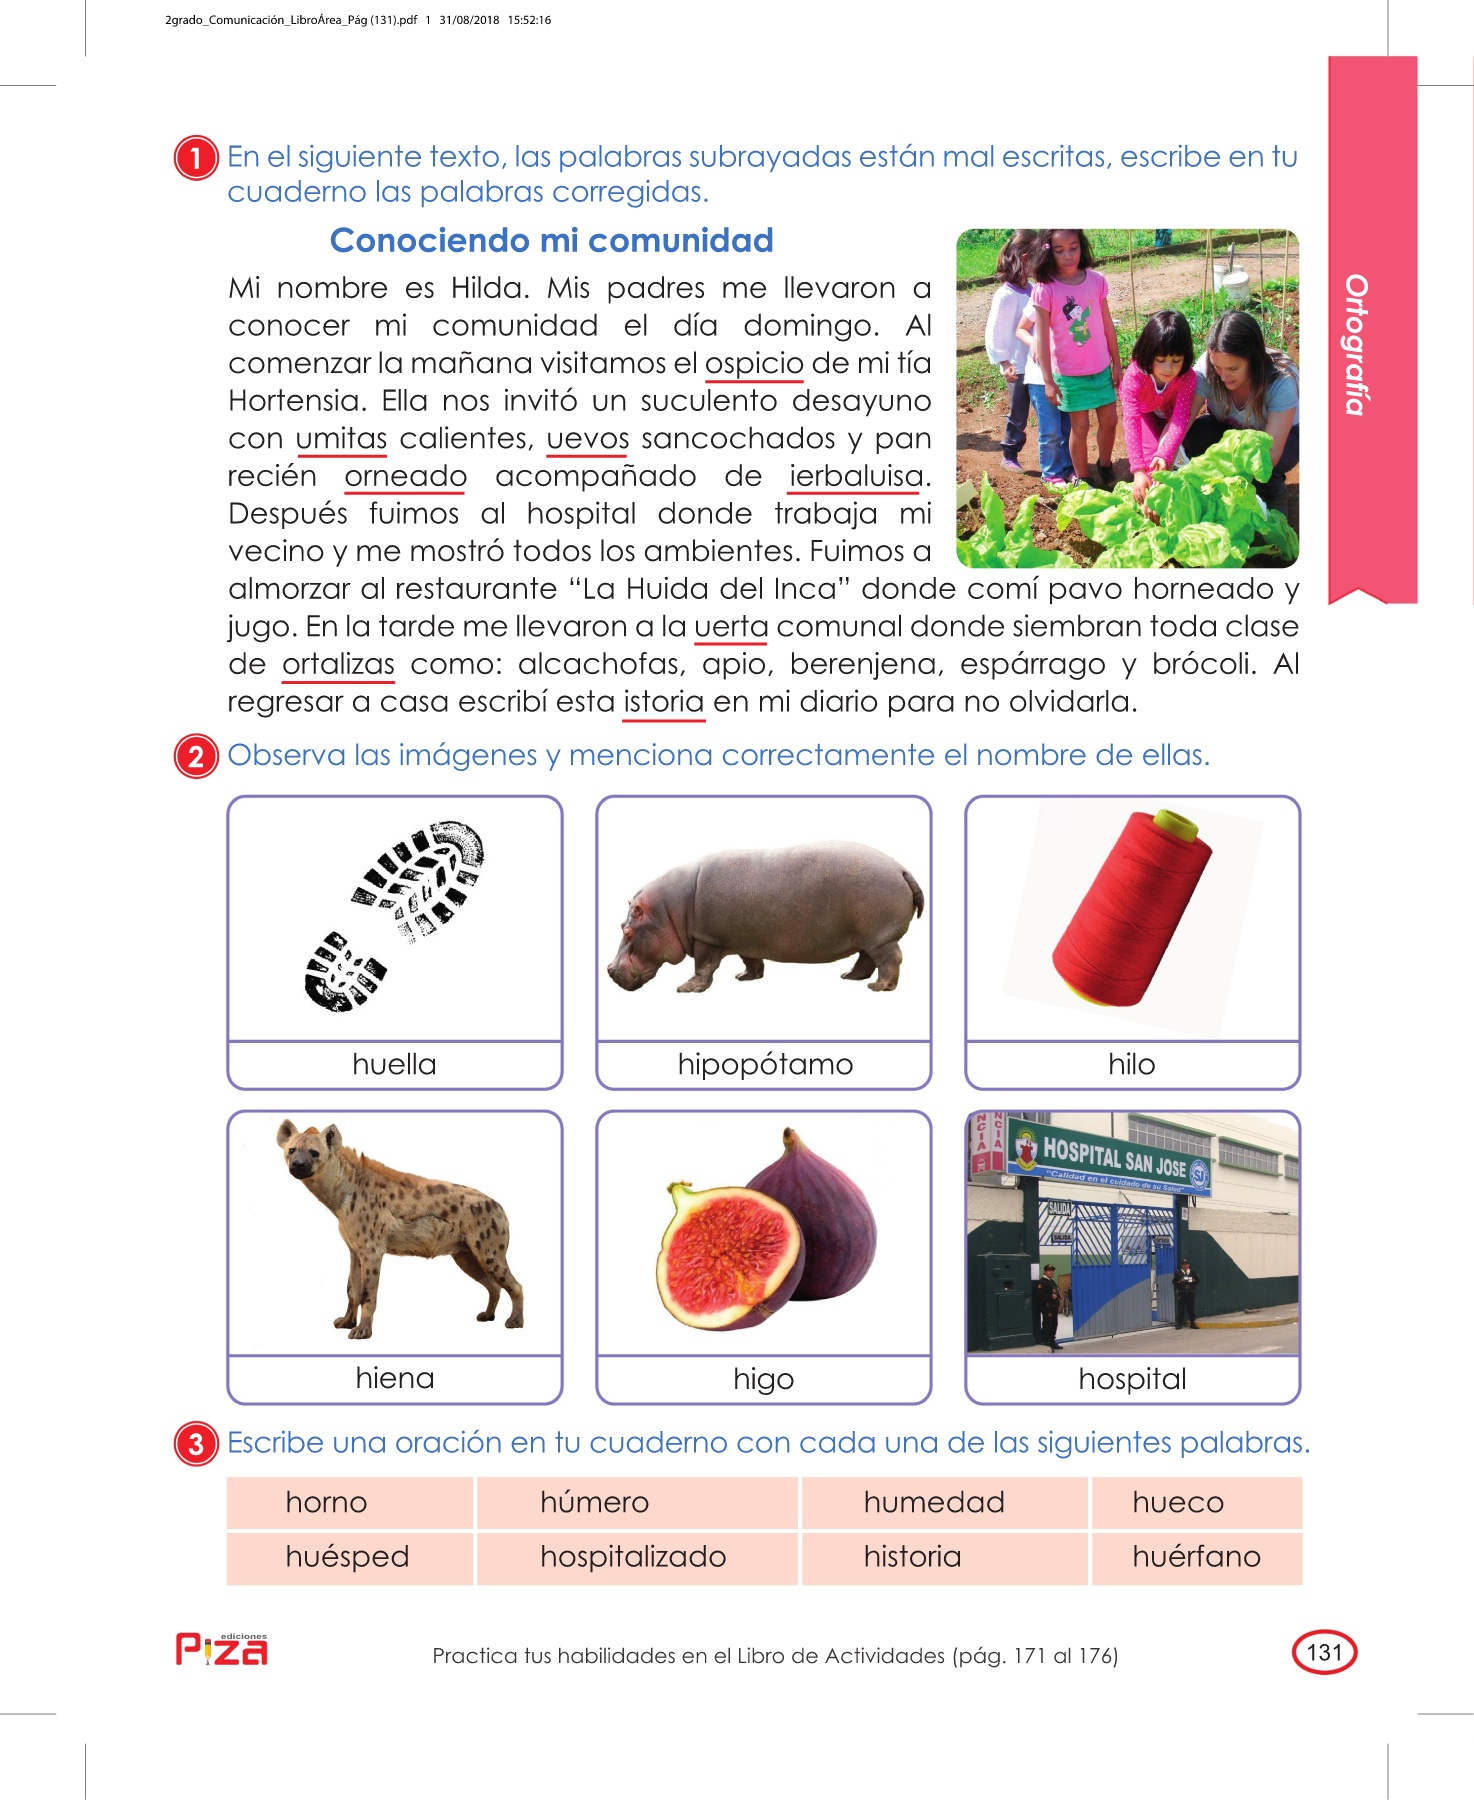 2grado_Comunicación_LibroÁrea_Pág (131).pdf 1 31/08/2018 15:52:16
1 En el siguiente texto, las palabras subrayadas están mal escritas, escribe en tu
cuaderno las palabras corregidas.
Conociendo mi comunidad
Mi nombre es Hilda. Mis padres me llevaron a
conocer mi comunidad el día domingo. Al
comenzar la mañana visitamos el ospicio de mi tía
Hortensia. Ella nos invitó un suculento desayuno
con umitas calientes, uevos sancochados y pan
recién orneado acompañado de ierbaluisa.
Después fuimos al hospital donde trabaja mi
vecino y me mostró todos los ambientes. Fuimos a
almorzar al restaurante “La Huida del Inca” donde comí pavo horneado y
jugo. En la tarde me llevaron a la uerta comunal donde siembran toda clase
de ortalizas como: alcachofas, apio, berenjena, espárrago y brócoli. Al
regresar a casa escribí esta istoria en mi diario para no olvidarla.
Ortografía
2 Observa las imágenes y menciona correctamente el nombre de ellas.
huella
hipopótamo
hilo
NCIA
NCIA
HOSPITAL SAN JOSE
"Calidad en el cuidado de su Salud"
SALIDA
SALIDA
hiena
higo
hospital
3 Escribe una oración en tu cuaderno con cada una de las siguientes palabras.
horno húmero humedad hueco
huésped hospitalizado historia huérfano
ediciones
PIZA
Practica tus habilidades en el Libro de Actividades (pág. 171 al 176)
131